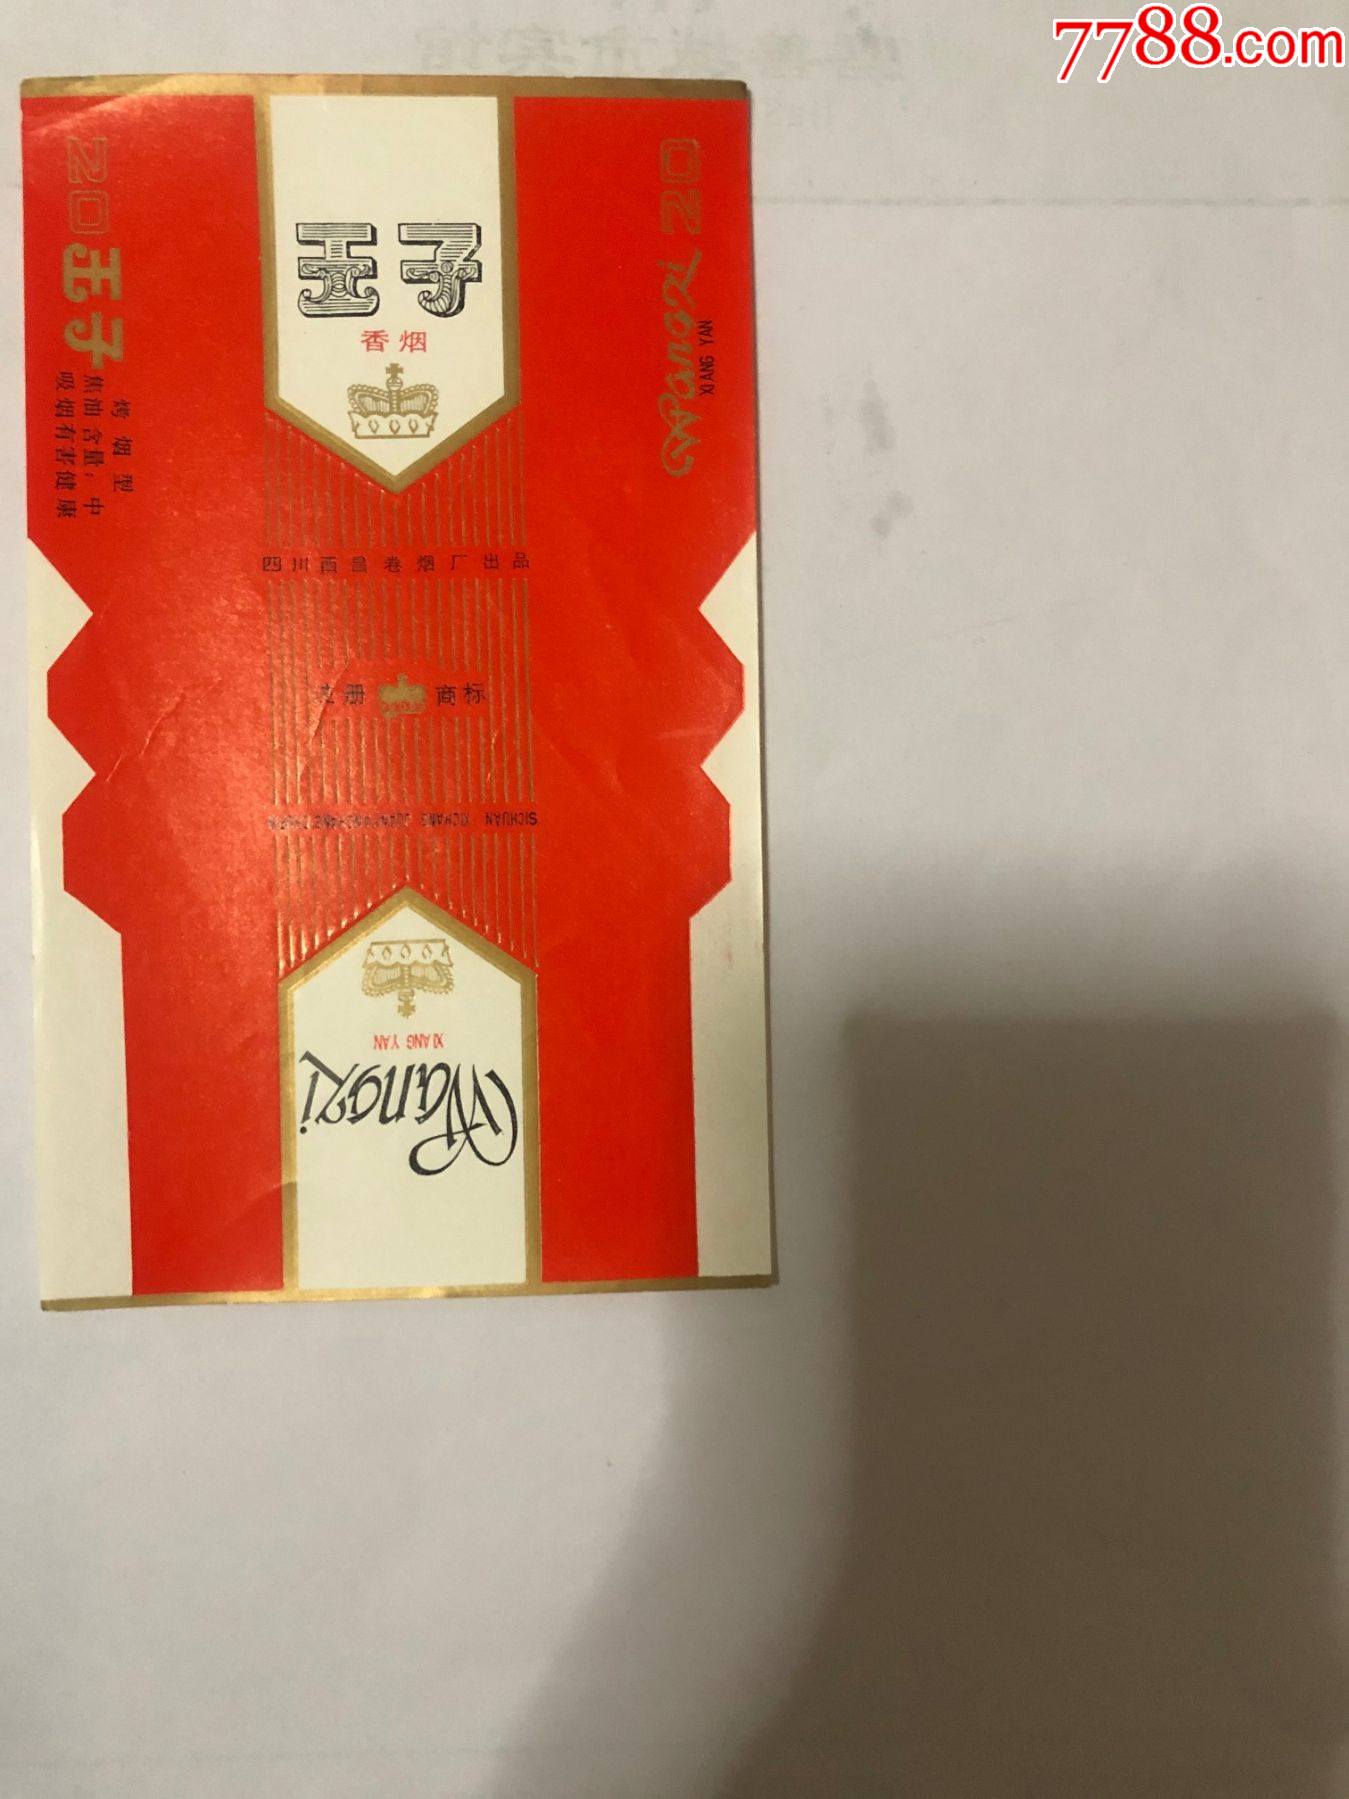 7788.com
20 王子
烤烟型
焦油含量:中
吸烟有害健康
王子
香烟
Wangzi 20
XIANG YAN
四川西昌卷烟厂出品
注册 商标
SICHUAN XICHANG
XIANG YAN
Wangzi